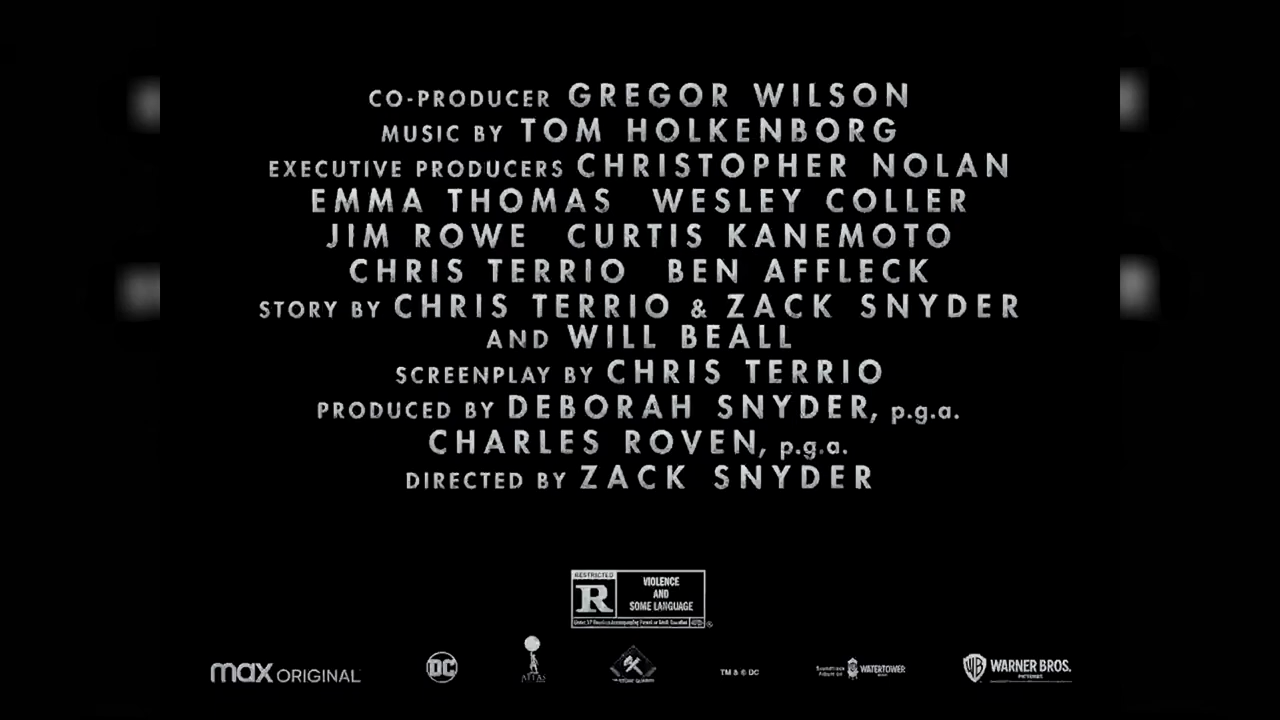 CO-PRODUCER GREGOR WILSON
MUSIC BY TOM HOLKENBORG
EXECUTIVE PRODUCERS CHRISTOPHER NOLAN
EMMA THOMAS WESLEY COLLER
JIM ROWE CURTIS KANEMOTO
CHRIS TERRIO BEN AFFLECK
STORY BY CHRIS TERRIO & ZACK SNYDER
AND WILL BEALL
SCREENPLAY BY CHRIS TERRIO
PRODUCED BY DEBORAH SNYDER, p.g.a.
CHARLES ROVEN, p.g.a.
DIRECTED BY ZACK SNYDER
RESTRICTED
R
VIOLENCE
AND
SOME LANGUAGE
max ORIGINAL
DC
ATLAS
TM & © DC
WATERTOWER
WB WARNER BROS.
PICTURES